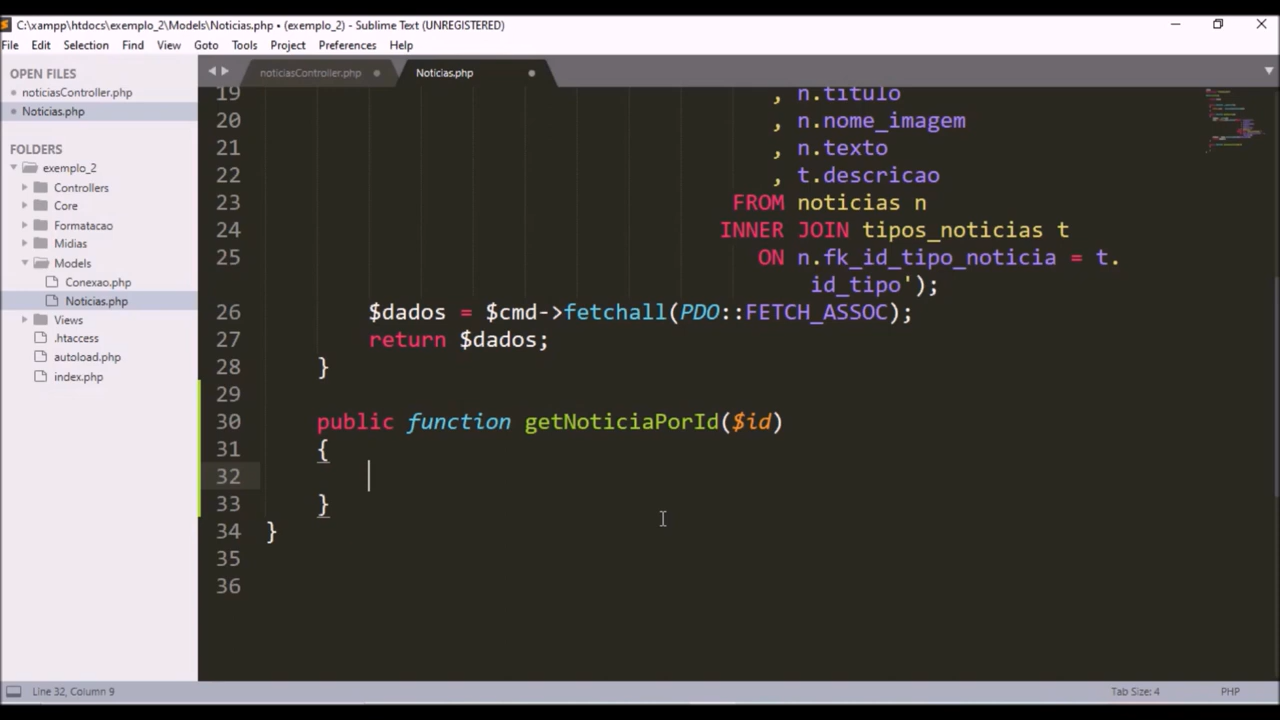 C:\xampp\htdocs\exemplo_2\Models\Noticias.php • (exemplo_2) - Sublime Text (UNREGISTERED)
File Edit Selection Find View Goto Tools Project Preferences Help
OPEN FILES
noticiasController.php
Noticias.php
FOLDERS
exemplo_2
Controllers
Core
Formatacao
Midias
Models
Conexao.php
Noticias.php
Views
.htaccess
autoload.php
index.php
noticiasController.php Noticias.php
19 , n.titulo
20 , n.nome_imagem
21 , n.texto
22 , t.descricao
23 FROM noticias n
24 INNER JOIN tipos_noticias t
25 ON n.fk_id_tipo_noticia = t.
id_tipo');
26 $dados = $cmd->fetchall(PDO::FETCH_ASSOC);
27 return $dados;
28 }
29
30 public function getNoticiaPorId($id)
31 {
32
33 }
34 }
35
36
Line 32, Column 9 Tab Size: 4 PHP